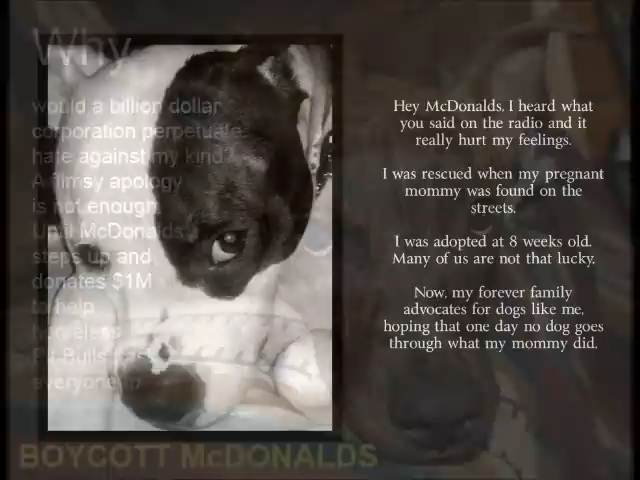 Why
would a billion dollar
corporation perpetuate
hate against my kind?
A flimsy apology
is not enough.
Until McDonalds
steps up and
donates $1M
to help
homeless
Pit Bulls
everyone
BOYCOTT McDONALDS
Hey McDonalds, I heard what
you said on the radio and it
really hurt my feelings.
I was rescued when my pregnant
mommy was found on the
streets.
I was adopted at 8 weeks old.
Many of us are not that lucky.
Now, my forever family
advocates for dogs like me,
hoping that one day no dog goes
through what my mommy did.